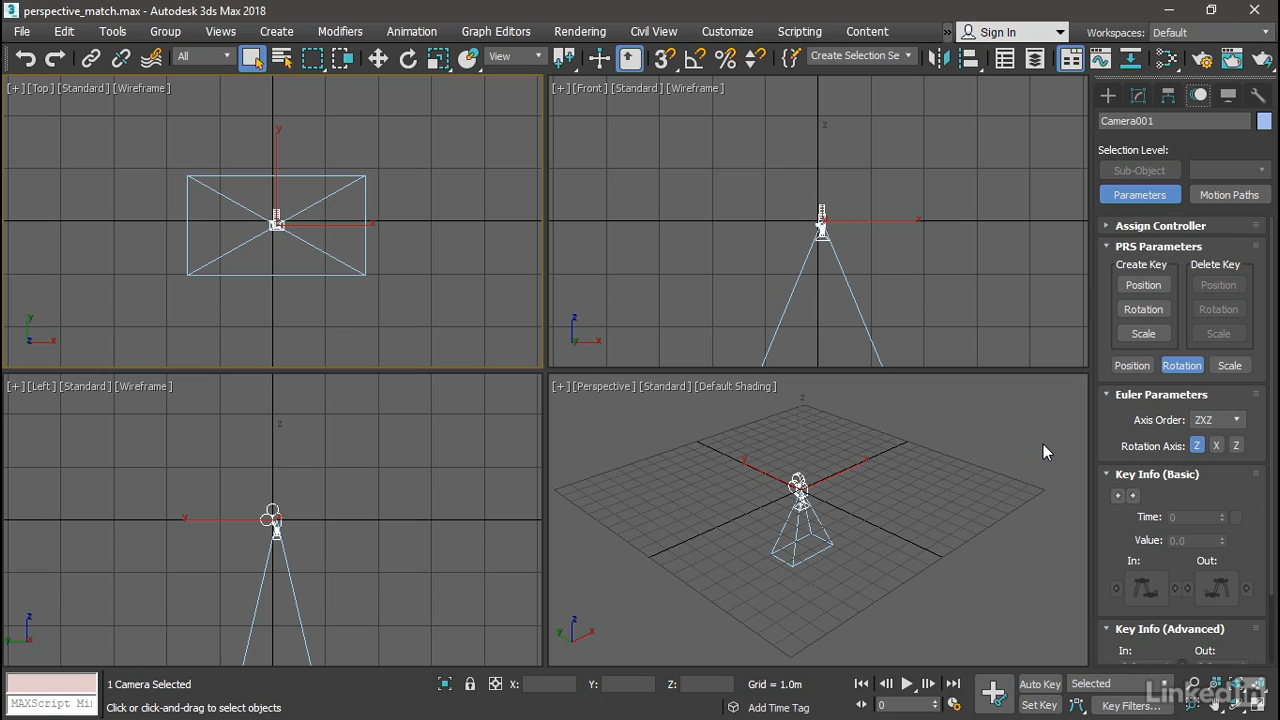 3 perspective_match.max - Autodesk 3ds Max 2018
MAX
File Edit Tools Group Views Create Modifiers Animation Graph Editors Rendering Civil View Customize Scripting Content » Sign In Workspaces: Default
All View 3 % Create Selection Se
[+] [Top] [Standard] [Wireframe]
[+] [Front] [Standard] [Wireframe]
y
x
z
x
y
z x
z
y x
Camera001
Selection Level:
Sub-Object
Parameters Motion Paths
Assign Controller
PRS Parameters
Create Key Delete Key
Position Position
Rotation Rotation
Scale Scale
Position Rotation Scale
Euler Parameters
Axis Order: ZXZ
Rotation Axis: Z X Z
Key Info (Basic)
Time: 0
Value: 0.0
In: Out:
Key Info (Advanced)
In: Out:
[+] [Left] [Standard] [Wireframe]
[+] [Perspective] [Standard] [Default Shading]
z
y
z
y x
z
y x
z
y x
1 Camera Selected X: Y: Z: Grid = 1.0m Auto Key Selected
MAXScript Mi Click or click-and-drag to select objects Add Time Tag 0 Set Key Key Filters...
LinkedIn